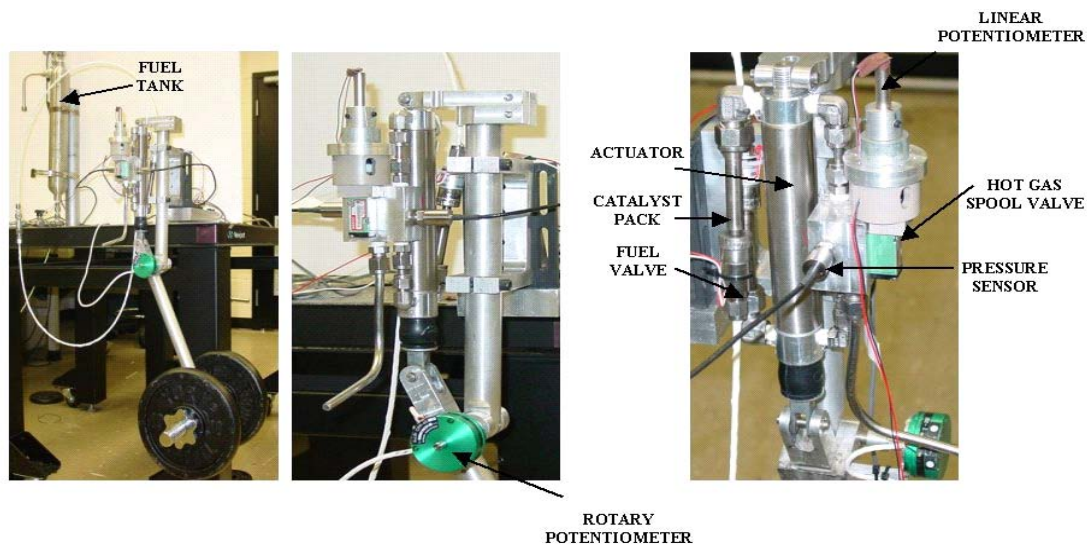 LINEAR
POTENTIOMETER
FUEL
TANK
ACTUATOR
CATALYST
PACK
FUEL
VALVE
HOT GAS
SPOOL VALVE
PRESSURE
SENSOR
ROTARY
POTENTIOMETER